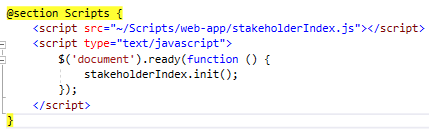 @section Scripts {
    <script src="~/Scripts/web-app/stakeholderIndex.js"></script>
    <script type="text/javascript">
        $('document').ready(function () {
            stakeholderIndex.init();
        });
    </script>
}